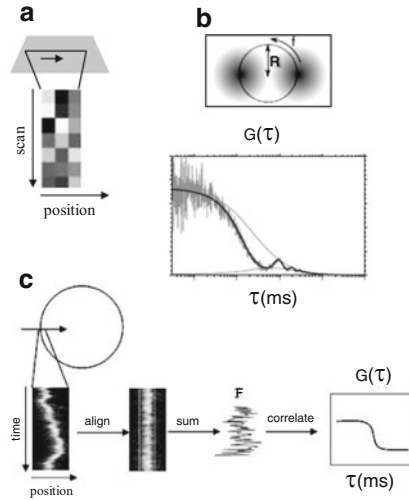 a
scan
position
b
f
R
G(τ)
τ(ms)
c
time
position
align
sum
F
correlate
G(τ)
τ(ms)